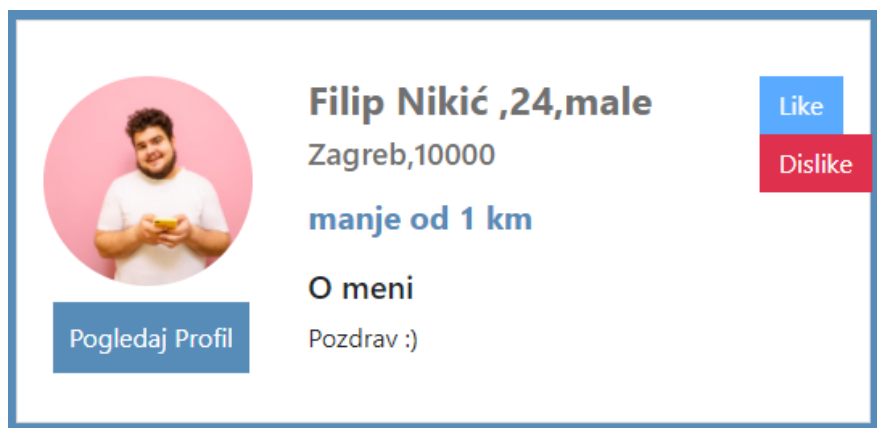 Filip Nikić ,24,male
Zagreb,10000
manje od 1 km
O meni
Pozdrav :)
Pogledaj Profil
Like
Dislike